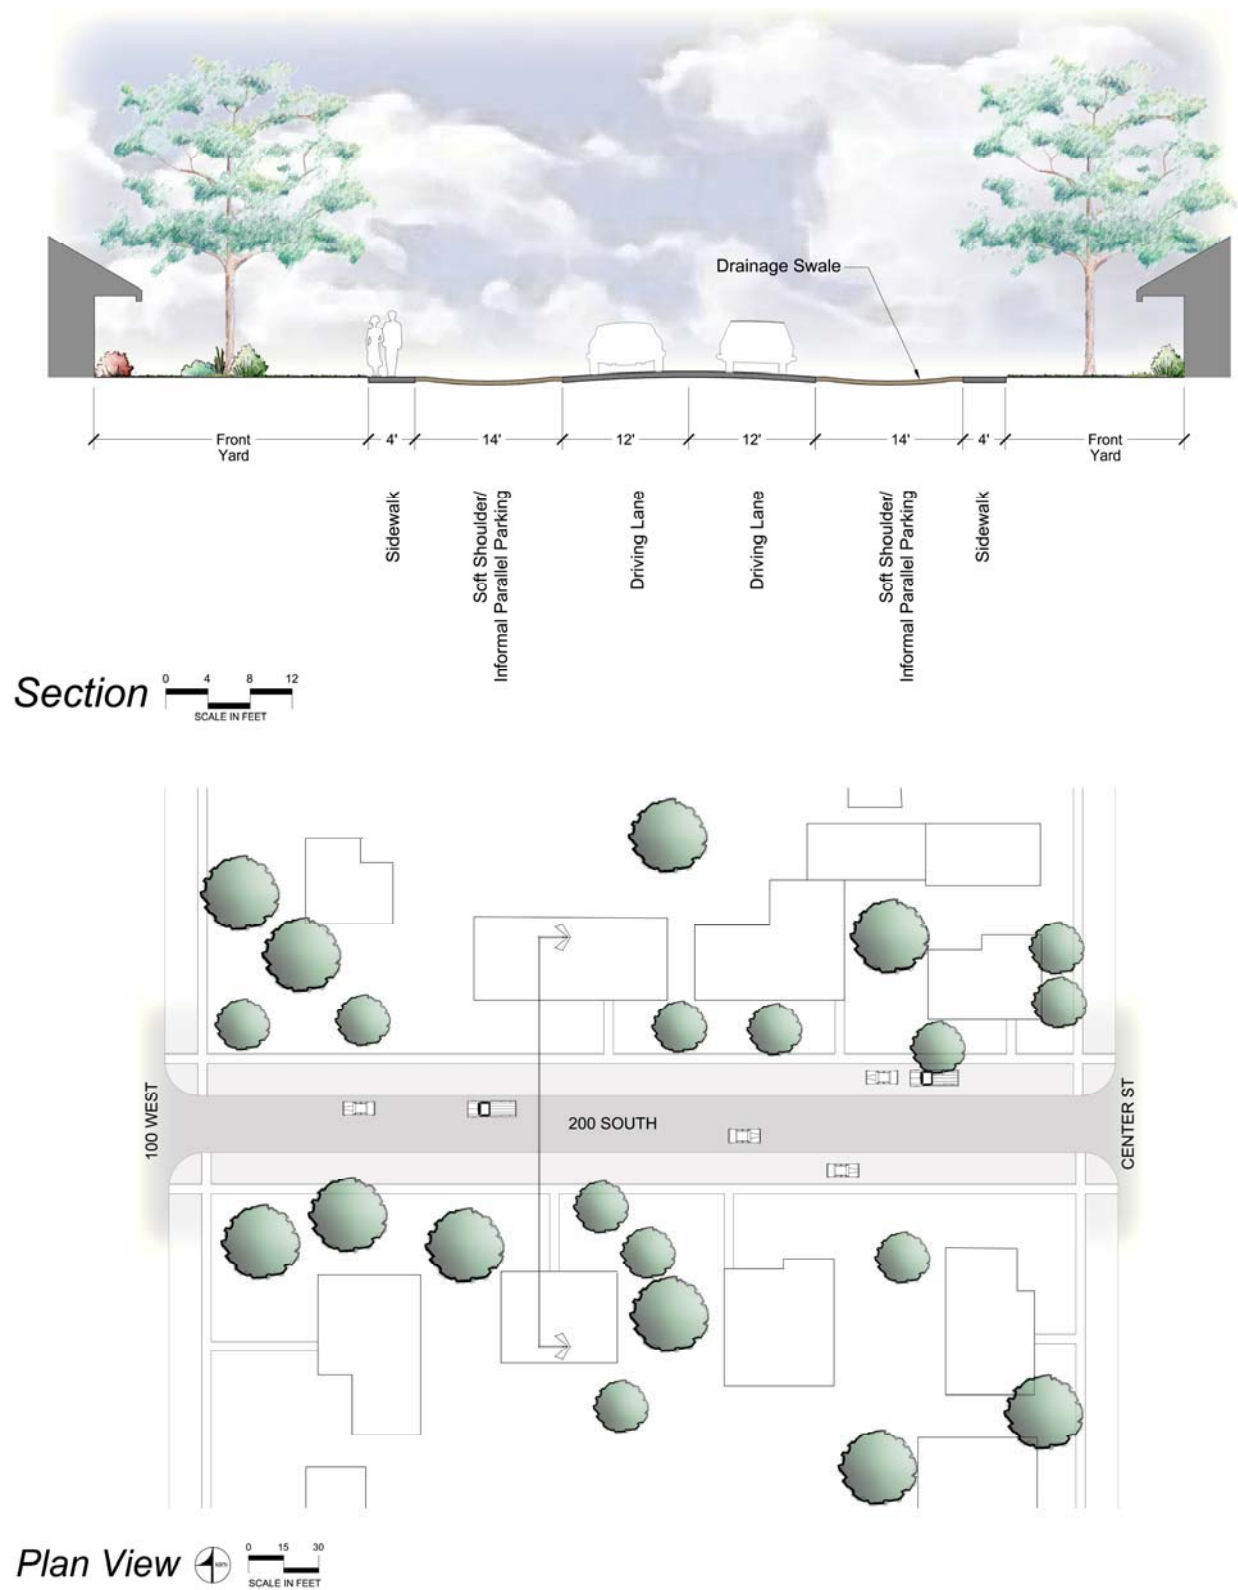 Drainage Swale
Front
Yard
4'
14'
12'
12'
14'
4'
Front
Yard
Sidewalk
Soft Shoulder/
Informal Parallel Parking
Driving Lane
Driving Lane
Soft Shoulder/
Informal Parallel Parking
Sidewalk
Section
0 4 8 12
SCALE IN FEET
100 WEST
200 SOUTH
CENTER ST
Plan View
0 15 30
SCALE IN FEET